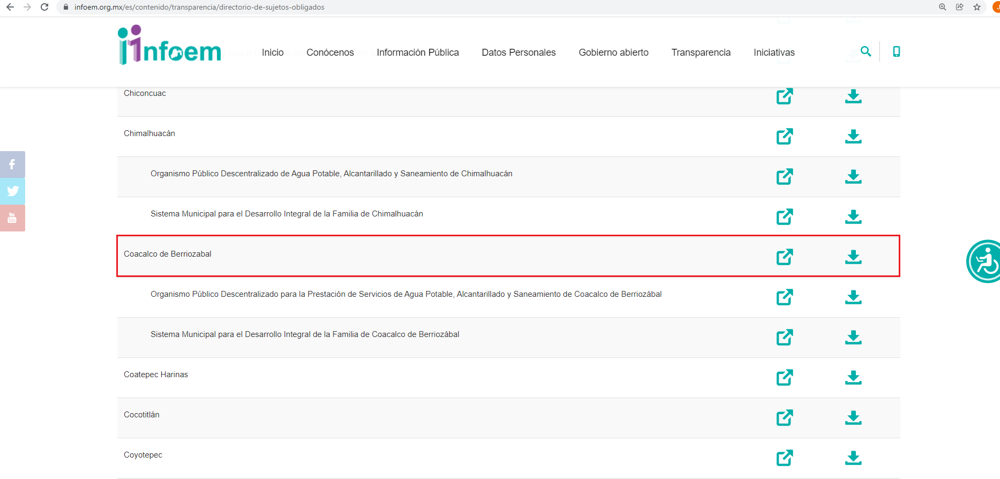 infoem.org.mx/es/contenido/transparencia/directorio-de-sujetos-obligados
infoem
Inicio Conócenos Información Pública Datos Personales Gobierno abierto Transparencia Iniciativas
Chiconcuac
Chimalhuacán
Organismo Público Descentralizado de Agua Potable, Alcantarillado y Saneamiento de Chimalhuacán
Sistema Municipal para el Desarrollo Integral de la Familia de Chimalhuacán
Coacalco de Berriozabal
Organismo Público Descentralizado para la Prestación de Servicios de Agua Potable, Alcantarillado y Saneamiento de Coacalco de Berriozábal
Sistema Municipal para el Desarrollo Integral de la Familia de Coacalco de Berriozábal
Coatepec Harinas
Cocotitlán
Coyotepec
You
Tube